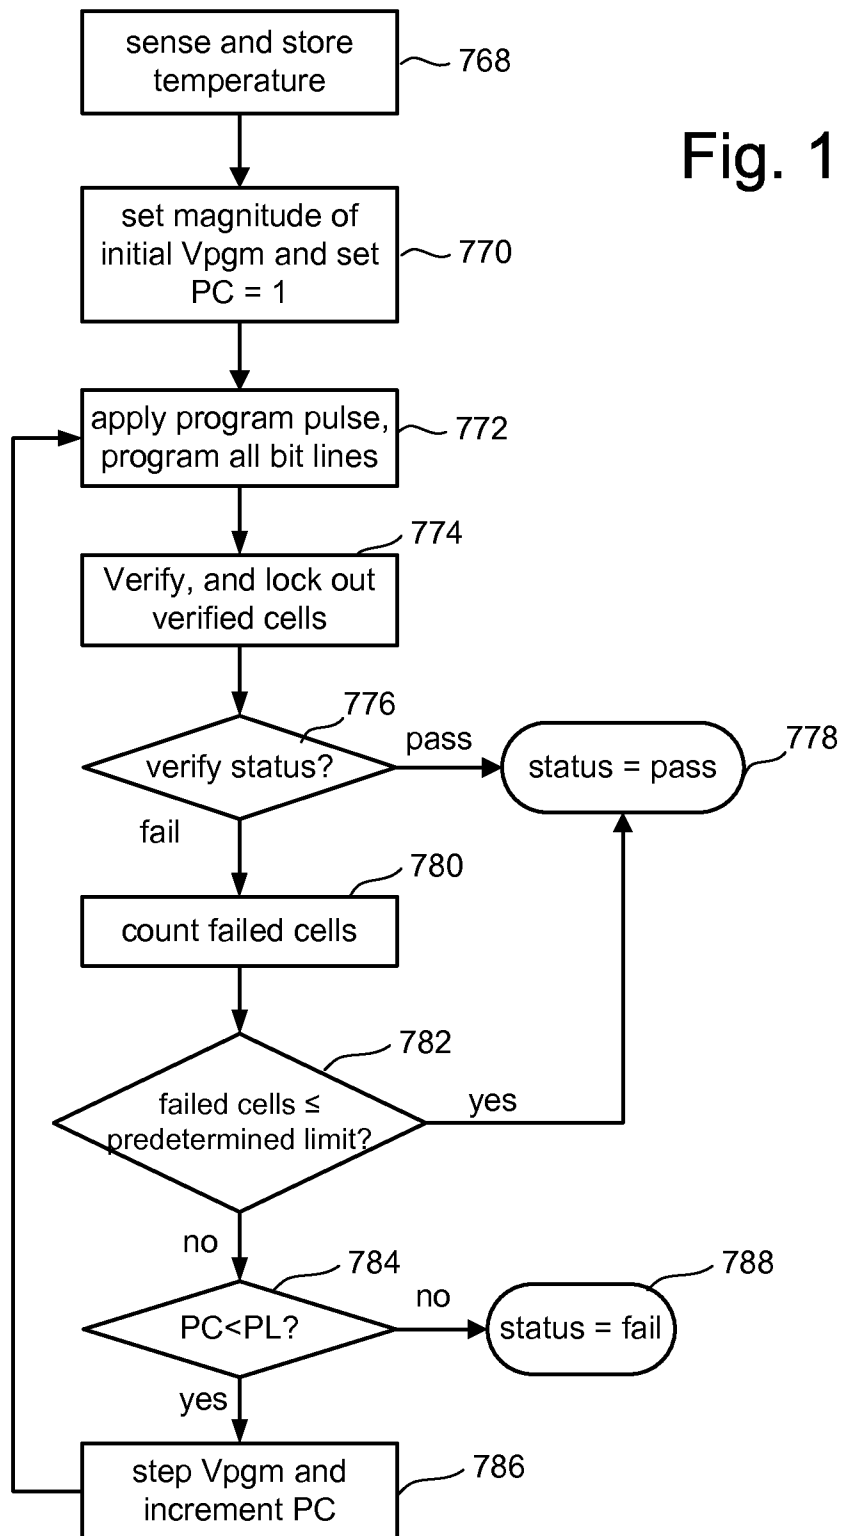 sense and store
temperature
768
Fig. 1
set magnitude of
initial Vpgm and set
PC = 1
770
apply program pulse,
program all bit lines
772
774
Verify, and lock out
verified cells
776
verify status?
pass
status = pass
778
fail
780
count failed cells
782
failed cells ≤
predetermined limit?
yes
no
784
PC<PL?
no
status = fail
788
yes
step Vpgm and
increment PC
786